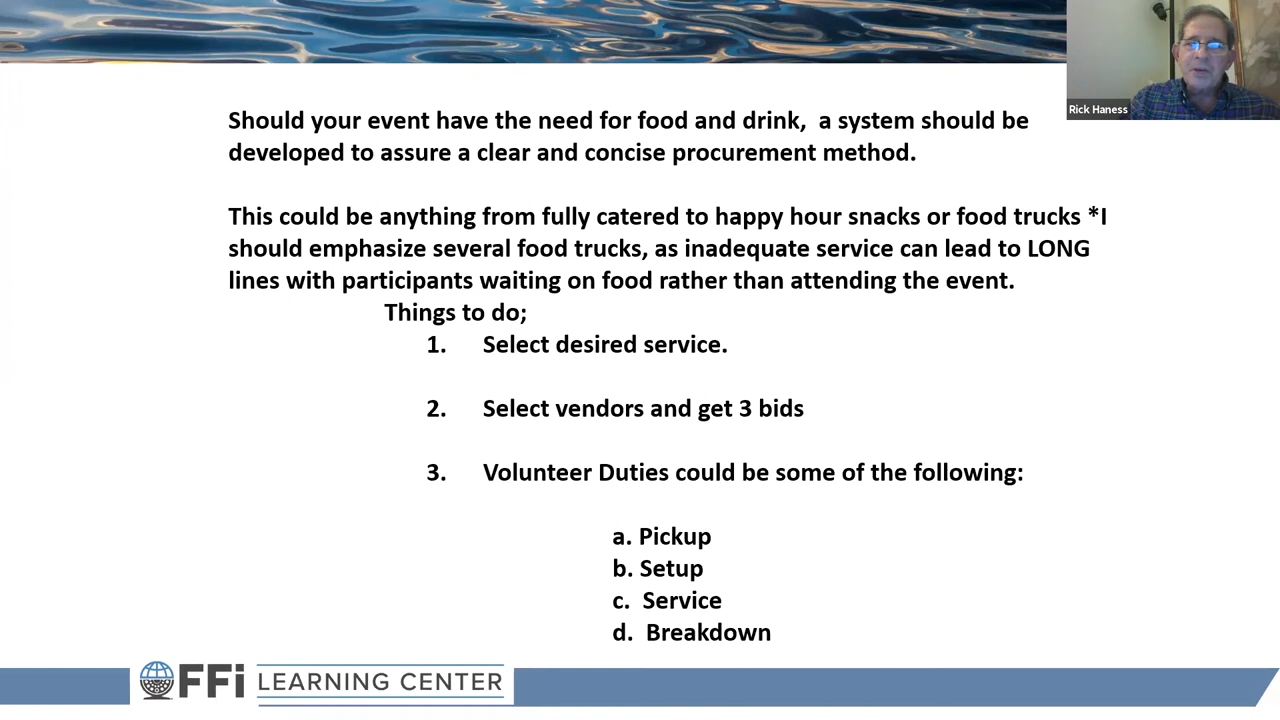 Rick Haness
Should your event have the need for food and drink,  a system should be
developed to assure a clear and concise procurement method.
This could be anything from fully catered to happy hour snacks or food trucks *I
should emphasize several food trucks, as inadequate service can lead to LONG
lines with participants waiting on food rather than attending the event.
Things to do;
1. Select desired service.
2. Select vendors and get 3 bids
3. Volunteer Duties could be some of the following:
a. Pickup
b. Setup
c.  Service
d.  Breakdown
FFi LEARNING CENTER